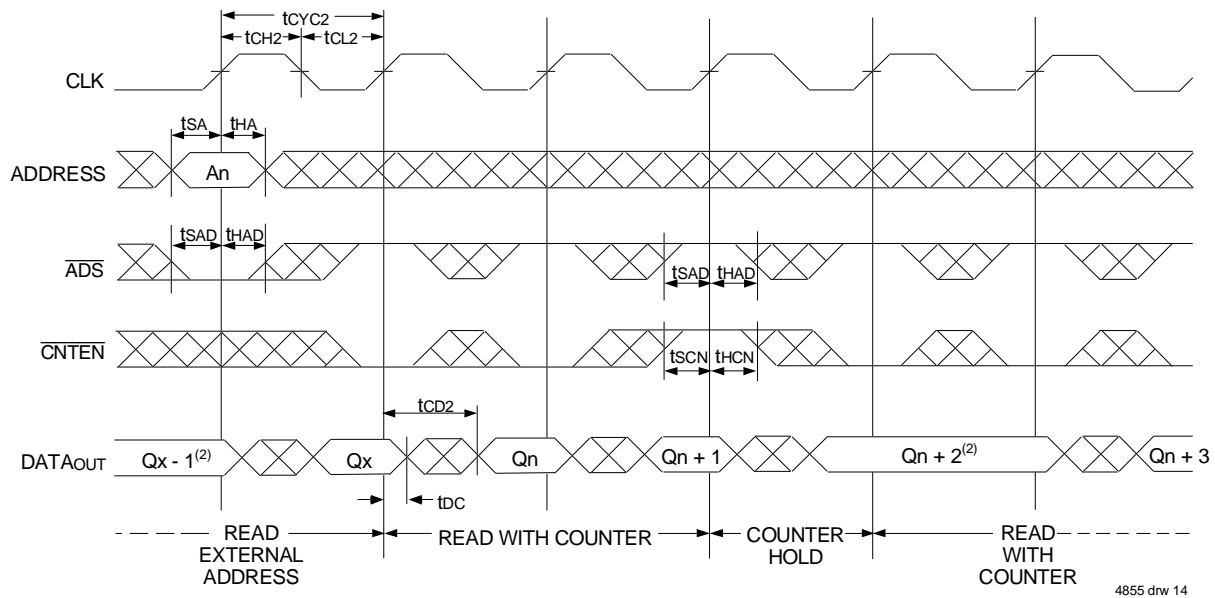 tCYC2
tCH2 tCL2
CLK
tSA tHA
ADDRESS An
tSAD tHAD
ADS
tSAD tHAD
CNTEN
tSCN tHCN
tCD2
DATAOUT Qx - 1(2) Qx Qn Qn + 1 Qn + 2(2) Qn + 3
tDC
READ EXTERNAL ADDRESS
READ WITH COUNTER
COUNTER HOLD
READ WITH COUNTER
4855 drw 14